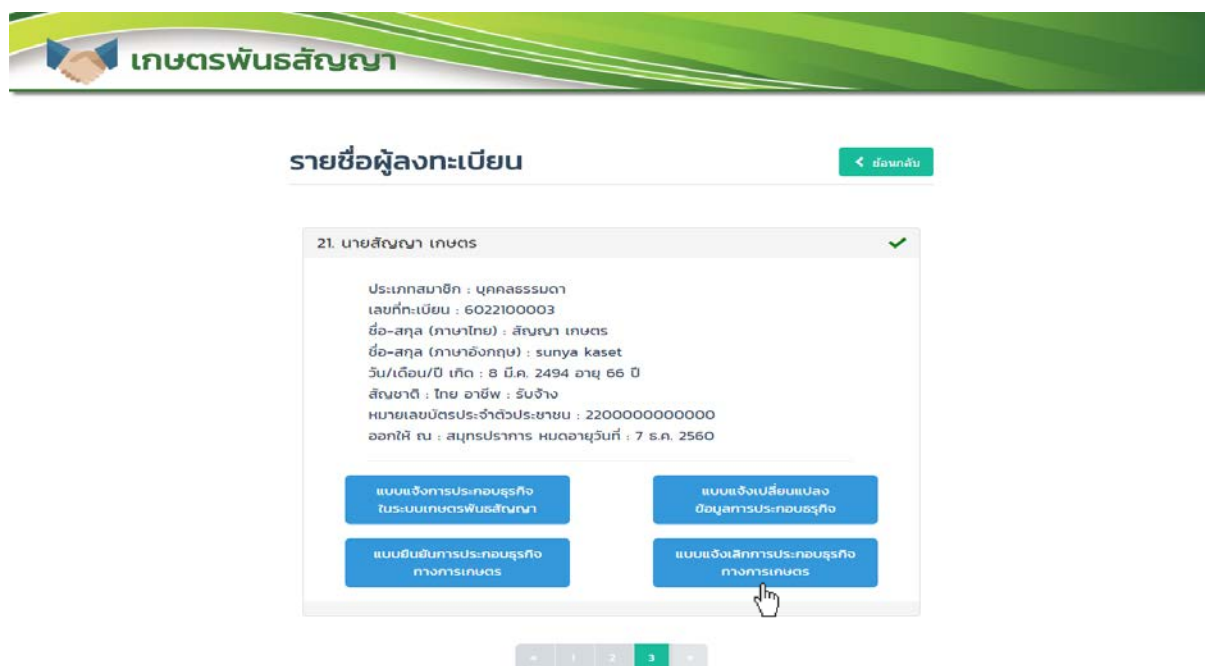 เกษตรพันธสัญญา
รายชื่อผู้ลงทะเบียน
ย้อนกลับ
21. นายสัญญา เกษตร
ประเภทสมาชิก : บุคคลธรรมดา
เลขที่ทะเบียน : 6022100003
ชื่อ-สกุล (ภาษาไทย) : สัญญา เกษตร
ชื่อ-สกุล (ภาษาอังกฤษ) : sunya kaset
วัน/เดือน/ปี เกิด : 8 มี.ค. 2494 อายุ 66 ปี
สัญชาติ : ไทย อาชีพ : รับจ้าง
หมายเลขบัตรประจำตัวประชาชน : 2200000000000
ออกให้ ณ : สมุทรปราการ หมดอายุวันที่ : 7 ธ.ค. 2560
แบบแจ้งการประกอบธุรกิจ
ในระบบเกษตรพันธสัญญา
แบบแจ้งเปลี่ยนแปลง
ข้อมูลการประกอบธรุกิจ
แบบยืนยันการประกอบธุรกิจ
ทางการเกษตร
แบบแจ้งเลิกการประกอบธุรกิจ
ทางการเกษตร
« 1 2 3 »